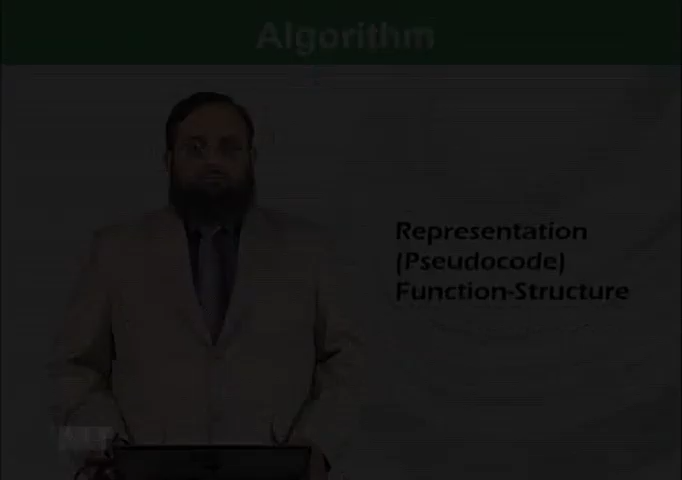 Algorithm
Representation
(Pseudocode)
Function-Structure